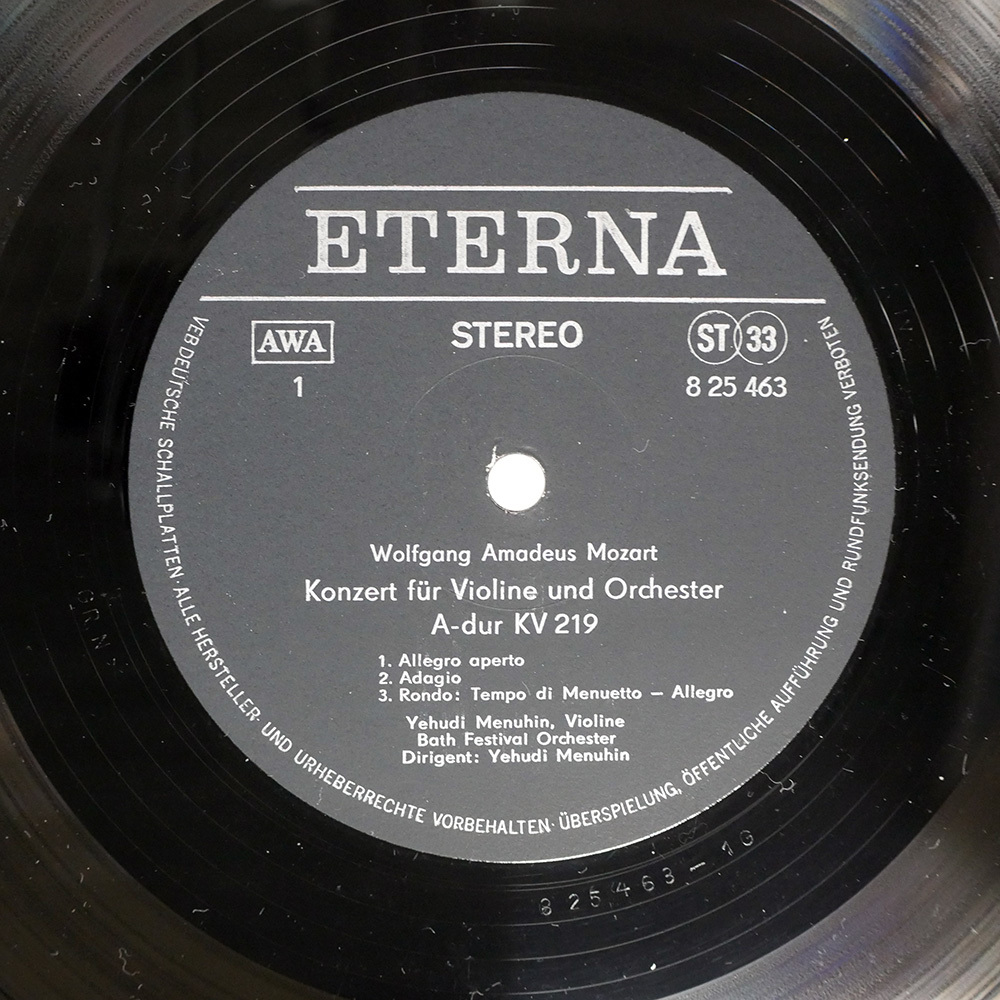 ETERNA
AWA
STEREO
ST 33
1
8 25 463
Wolfgang Amadeus Mozart
Konzert für Violine und Orchester
A-dur KV 219
1. Allegro aperto
2. Adagio
3. Rondo: Tempo di Menuetto – Allegro
Yehudi Menuhin, Violine
Bath Festival Orchester
Dirigent: Yehudi Menuhin
VEB DEUTSCHE SCHALLPLATTEN · ALLE HERSTELLER- UND URHEBERRECHTE VORBEHALTEN · ÜBERSPIELUNG, ÖFFENTLICHE AUFFÜHRUNG UND RUNDFUNKSENDUNG VERBOTEN
8 25 463-1G